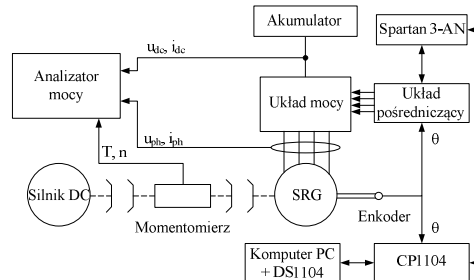 Akumulator
Spartan 3-AN
u_dc, i_dc
Analizator
mocy
Układ mocy
Układ
pośredniczący
u_ph, i_ph
T, n
θ
Silnik DC
SRG
Momentomierz
Enkoder
θ
Komputer PC
+ DS1104
CP1104